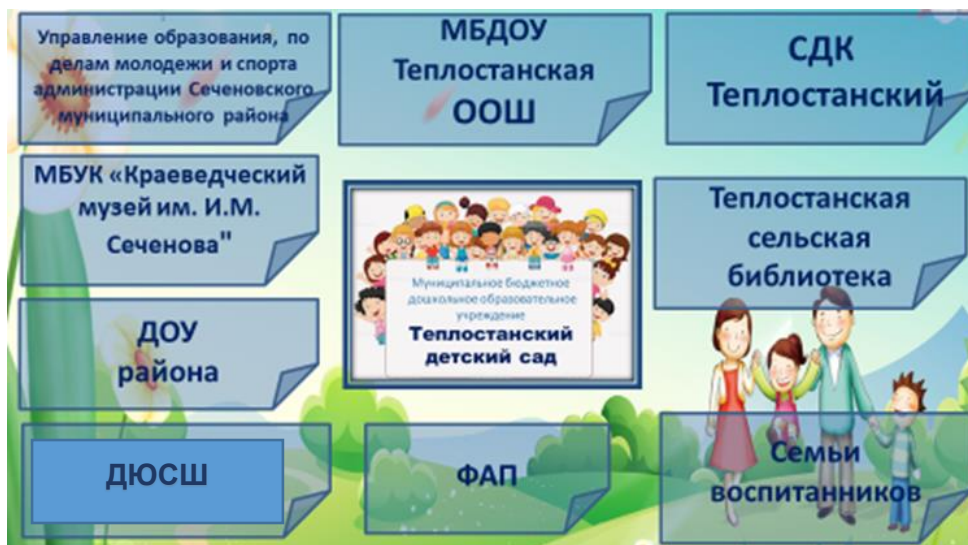 Управление образования, по
делам молодежи и спорта
администрации Сеченовского
муниципального района
МБДОУ
Теплостанская
ООШ
СДК
Теплостанский
МБУК «Краеведческий
музей им. И.М.
Сеченова"
Муниципальное бюджетное
дошкольное образовательное
учреждение
Теплостанский
детский сад
Теплостанская
сельская
библиотека
ДОУ
района
ДЮСШ
ФАП
Семьи
воспитанников